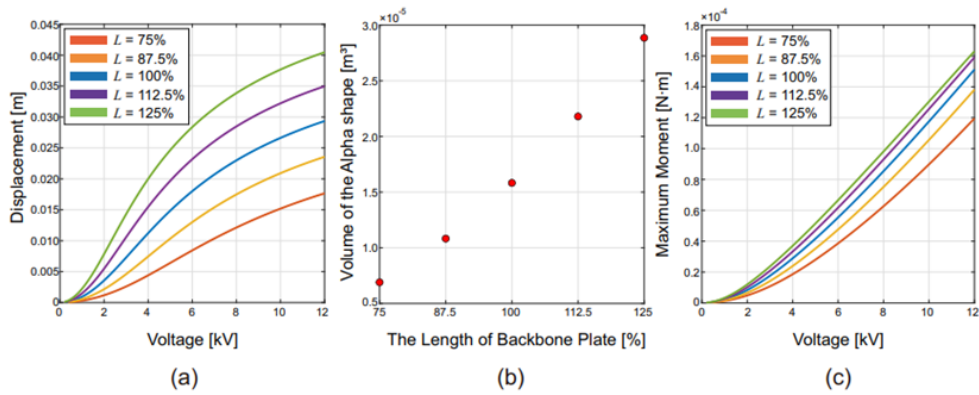 0.045
0.040
0.035
0.030
0.025
0.020
0.015
0.010
0.005
0
Displacement [m]
L = 75%
L = 87.5%
L = 100%
L = 112.5%
L = 125%
0 2 4 6 8 10 12
Voltage [kV]
(a)
3.0 ×10⁻⁵
2.5
2.0
1.5
1.0
0.5
Volume of the Alpha shape [m³]
75 87.5 100 112.5 125
The Length of Backbone Plate [%]
(b)
1.8 ×10⁻⁴
1.6
1.4
1.2
1.0
0.8
0.6
0.4
0.2
0
Maximum Moment [N·m]
L = 75%
L = 87.5%
L = 100%
L = 112.5%
L = 125%
0 2 4 6 8 10 12
Voltage [kV]
(c)